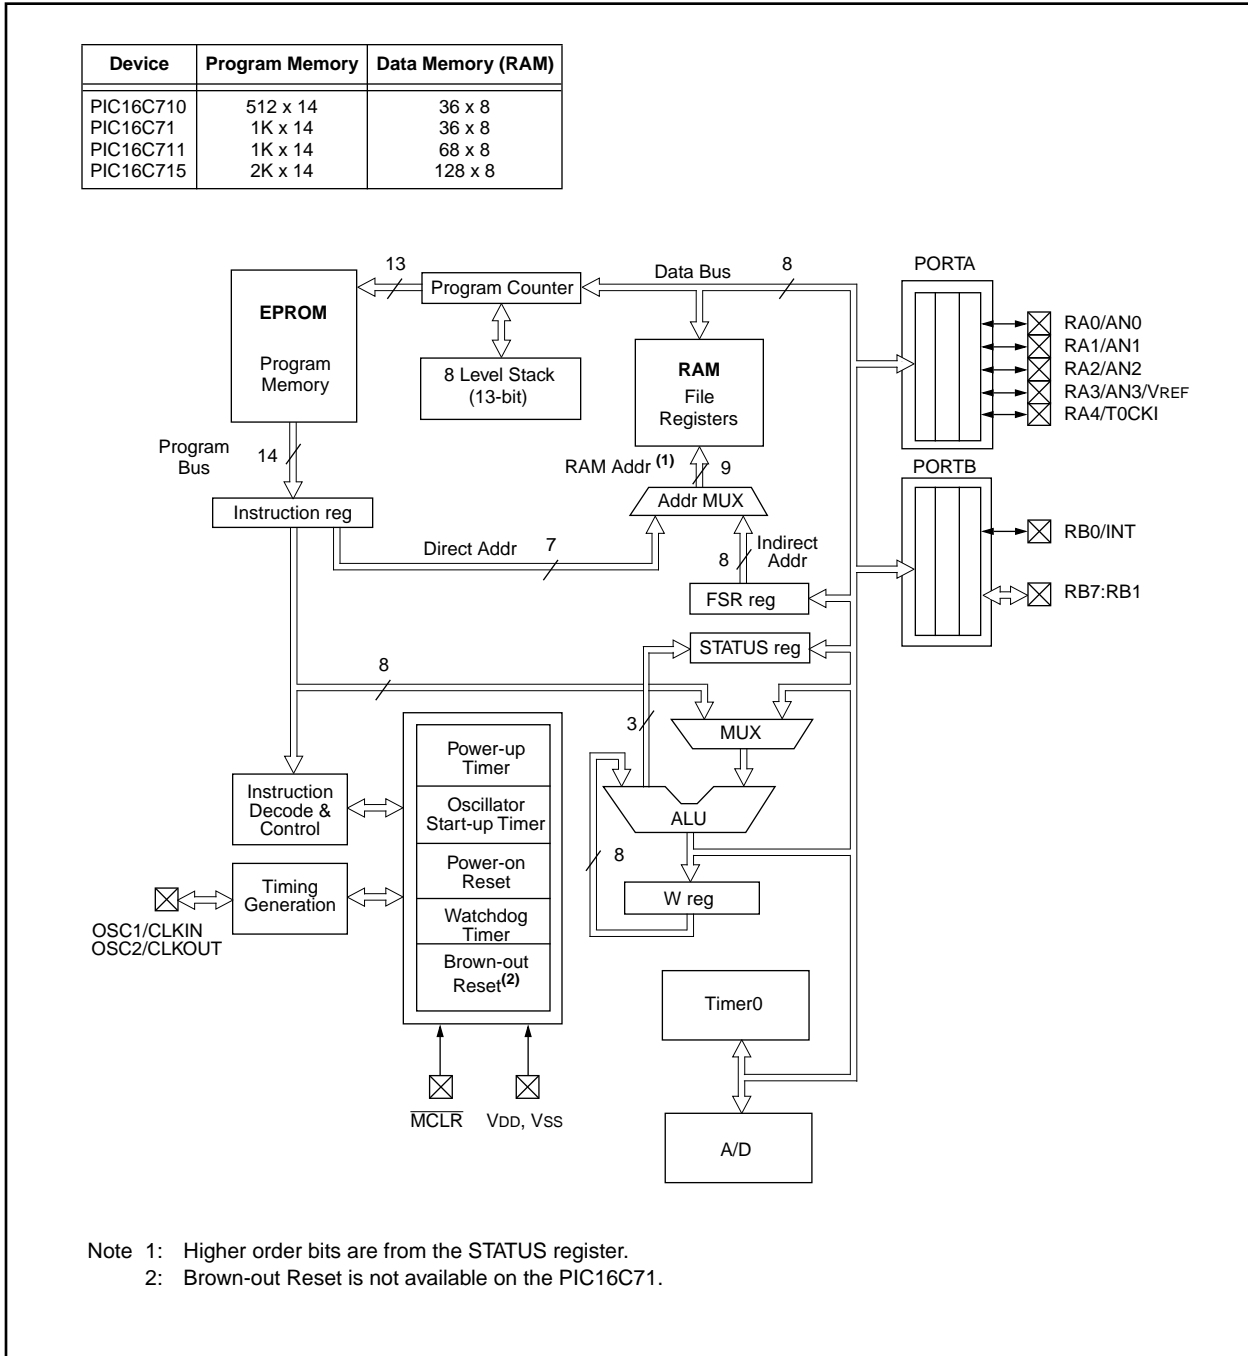 Device Program Memory Data Memory (RAM)
PIC16C710 512 x 14 36 x 8
PIC16C71 1K x 14 36 x 8
PIC16C711 1K x 14 68 x 8
PIC16C715 2K x 14 128 x 8
EPROM
Program
Memory
13
Program Counter
8 Level Stack
(13-bit)
Data Bus
8
RAM
File
Registers
PORTA
RA0/AN0
RA1/AN1
RA2/AN2
RA3/AN3/VREF
RA4/T0CKI
Program
Bus
14
Instruction reg
RAM Addr (1)
9
Addr MUX
Direct Addr
7
8
Indirect
Addr
FSR reg
PORTB
RB0/INT
RB7:RB1
STATUS reg
8
3
MUX
ALU
8
W reg
Instruction
Decode &
Control
Timing
Generation
OSC1/CLKIN
OSC2/CLKOUT
Power-up
Timer
Oscillator
Start-up Timer
Power-on
Reset
Watchdog
Timer
Brown-out
Reset(2)
MCLR
VDD, VSS
Timer0
A/D
Note 1: Higher order bits are from the STATUS register.
2: Brown-out Reset is not available on the PIC16C71.